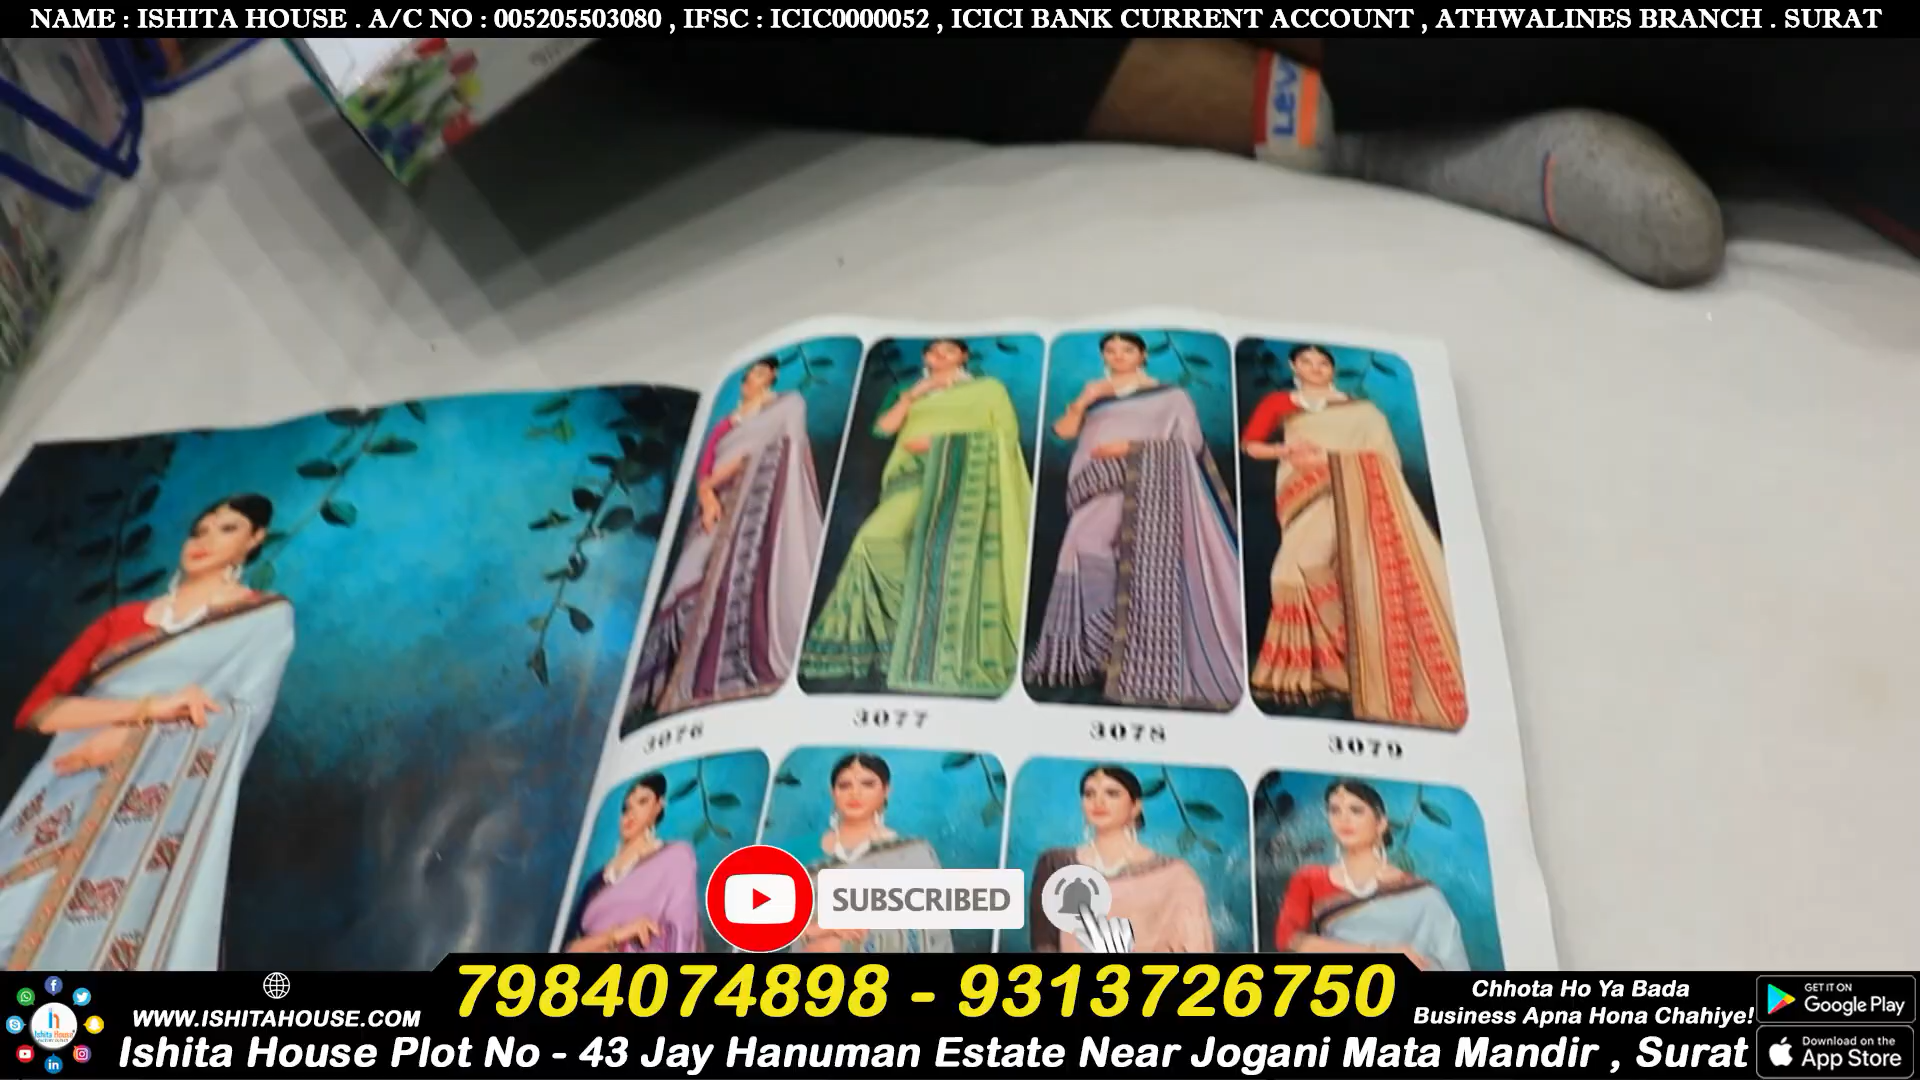 NAME : ISHITA HOUSE . A/C NO : 005205503080 , IFSC : ICIC0000052 , ICICI BANK CURRENT ACCOUNT , ATHWALINES BRANCH . SURAT
Lev
3076
3077
3078
3079
SUBSCRIBED
7984074898 - 9313726750
WWW.ISHITAHOUSE.COM
Chhota Ho Ya Bada
Business Apna Hona Chahiye!
Ishita House Plot No - 43 Jay Hanuman Estate Near Jogani Mata Mandir , Surat
GET IT ON
Google Play
Download on the
App Store